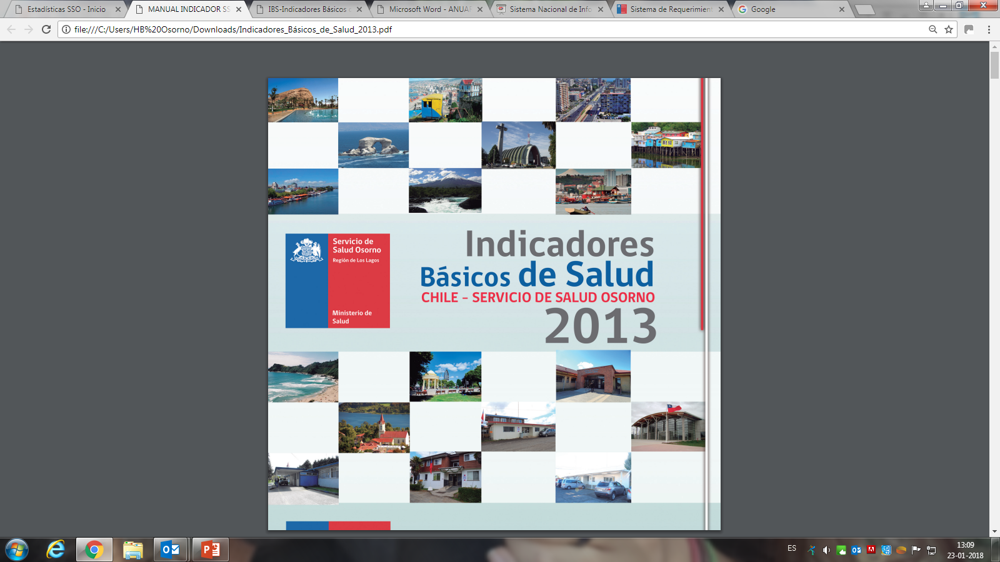 Estadísticas SSO - Inicio
MANUAL INDICADOR SS
IBS-Indicadores Básicos
Microsoft Word - ANUAR
Sistema Nacional de Info
Sistema de Requerimien
Google
file:///C:/Users/HB%20Osorno/Downloads/Indicadores_Básicos_de_Salud_2013.pdf
Servicio de
Salud Osorno
Región de Los Lagos
Ministerio de
Salud
Indicadores
Básicos de Salud
CHILE – SERVICIO DE SALUD OSORNO
2013
ES
13:09
23-01-2018